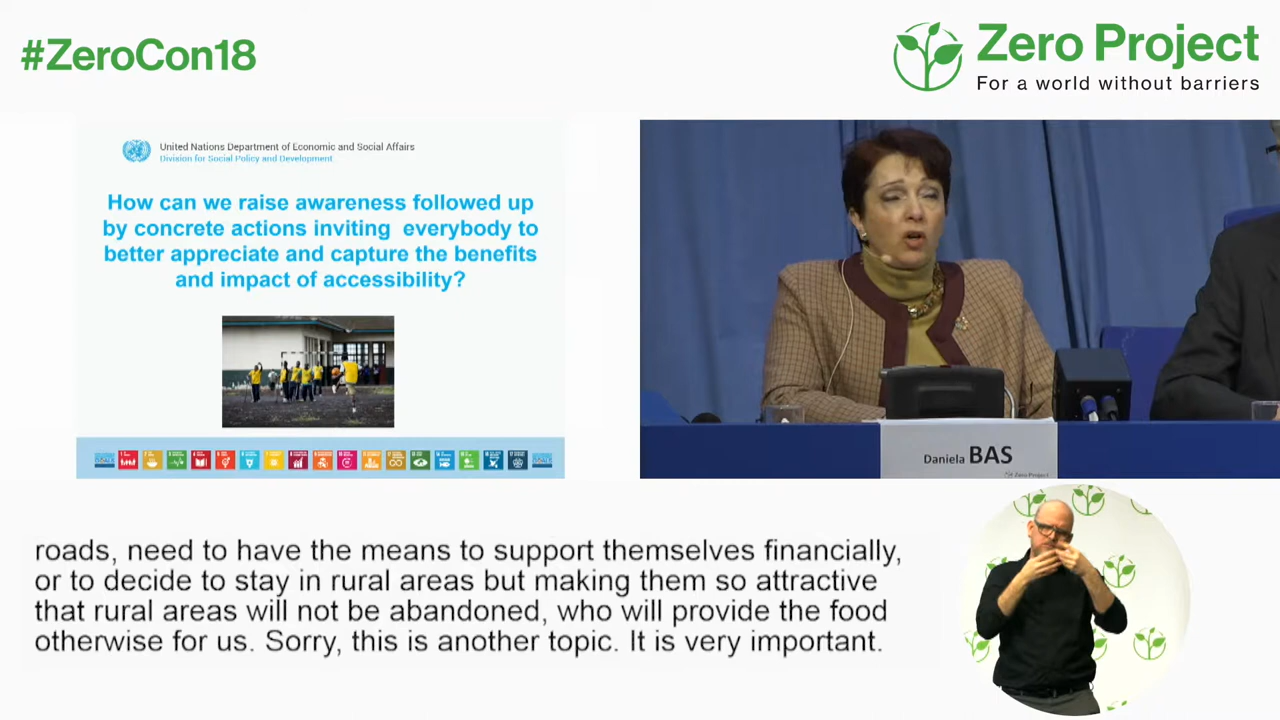 #ZeroCon18
Zero Project
For a world without barriers
United Nations Department of Economic and Social Affairs
Division for Social Policy and Development
How can we raise awareness followed up
by concrete actions inviting everybody to
better appreciate and capture the benefits
and impact of accessibility?
Daniela BAS
Zero Project
roads, need to have the means to support themselves financially,
or to decide to stay in rural areas but making them so attractive
that rural areas will not be abandoned, who will provide the food
otherwise for us. Sorry, this is another topic. It is very important.